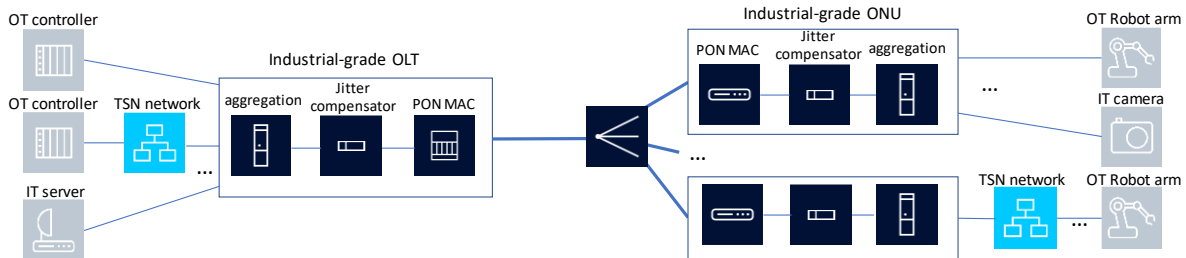 OT controller
OT controller
TSN network
...
IT server
Industrial-grade OLT
aggregation
Jitter
compensator
PON MAC
...
Industrial-grade ONU
PON MAC
Jitter
compensator
aggregation
...
OT Robot arm
IT camera
TSN network
...
OT Robot arm